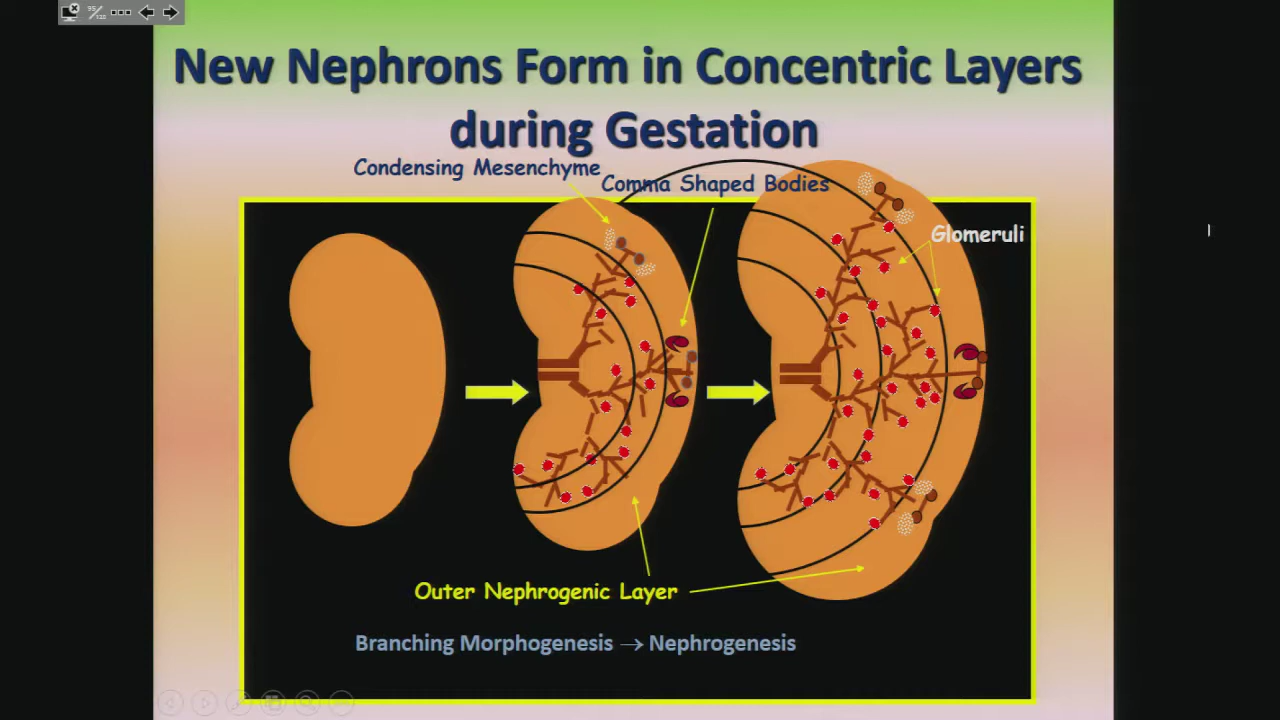 New Nephrons Form in Concentric Layers
during Gestation
Condensing Mesenchyme
Comma Shaped Bodies
Glomeruli
Outer Nephrogenic Layer
Branching Morphogenesis → Nephrogenesis